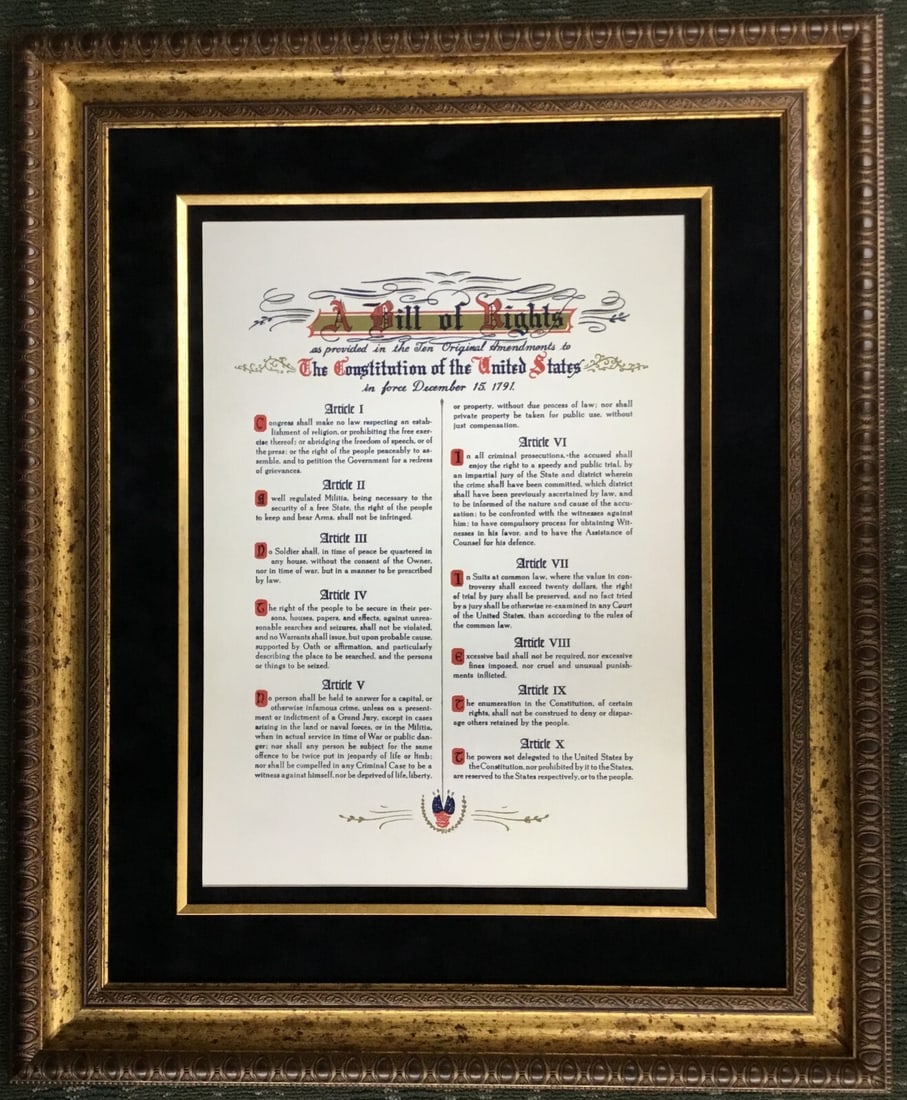 A Bill of Rights
as provided in the Ten Original Amendments to
The Constitution of the United States
in force December 15, 1791.
Article I
Congress shall make no law respecting an estab-
lishment of religion, or prohibiting the free exer-
cise thereof; or abridging the freedom of speech, or of
the press; or the right of the people peaceably to as-
semble, and to petition the Government for a redress
of grievances.
Article II
A well regulated Militia, being necessary to the
security of a free State, the right of the people
to keep and bear Arms, shall not be infringed.
Article III
No Soldier shall, in time of peace be quartered in
any house, without the consent of the Owner,
nor in time of war, but in a manner to be prescribed
by law.
Article IV
The right of the people to be secure in their per-
sons, houses, papers, and effects, against unrea-
sonable searches and seizures, shall not be violated,
and no Warrants shall issue, but upon probable cause,
supported by Oath or affirmation, and particularly
describing the place to be searched, and the persons
or things to be seized.
Article V
No person shall be held to answer for a capital, or
otherwise infamous crime, unless on a present-
ment or indictment of a Grand Jury, except in cases
arising in the land or naval forces, or in the Militia,
when in actual service in time of War or public dan-
ger; nor shall any person be subject for the same
offence to be twice put in jeopardy of life or limb;
nor shall be compelled in any Criminal Case to be a
witness against himself, nor be deprived of life, liberty,
or property, without due process of law; nor shall
private property be taken for public use, without
just compensation.
Article VI
In all criminal prosecutions, the accused shall
enjoy the right to a speedy and public trial, by
an impartial jury of the State and district wherein
the crime shall have been committed, which district
shall have been previously ascertained by law, and
to be informed of the nature and cause of the accu-
sation; to be confronted with the witnesses against
him; to have compulsory process for obtaining Wit-
nesses in his favor, and to have the Assistance of
Counsel for his defence.
Article VII
In Suits at common law, where the value in con-
troversy shall exceed twenty dollars, the right
of trial by jury shall be preserved, and no fact tried
by a jury shall be otherwise re-examined in any Court
of the United States, than according to the rules of
the common law.
Article VIII
Excessive bail shall not be required, nor excessive
fines imposed, nor cruel and unusual punish-
ments inflicted.
Article IX
The enumeration in the Constitution, of certain
rights, shall not be construed to deny or dispar-
age others retained by the people.
Article X
The powers not delegated to the United States by
the Constitution, nor prohibited by it to the States,
are reserved to the States respectively, or to the people.